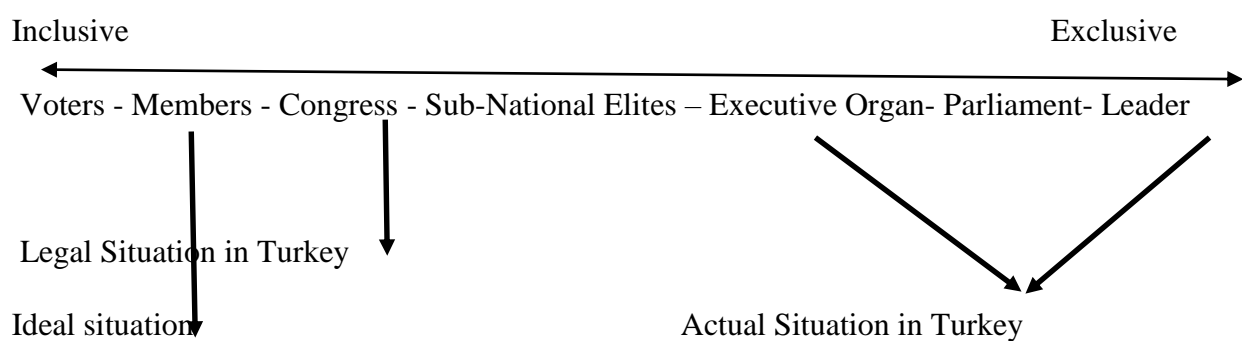 Inclusive Exclusive
Voters - Members - Congress - Sub-National Elites – Executive Organ- Parliament- Leader
Legal Situation in Turkey
Ideal situation Actual Situation in Turkey